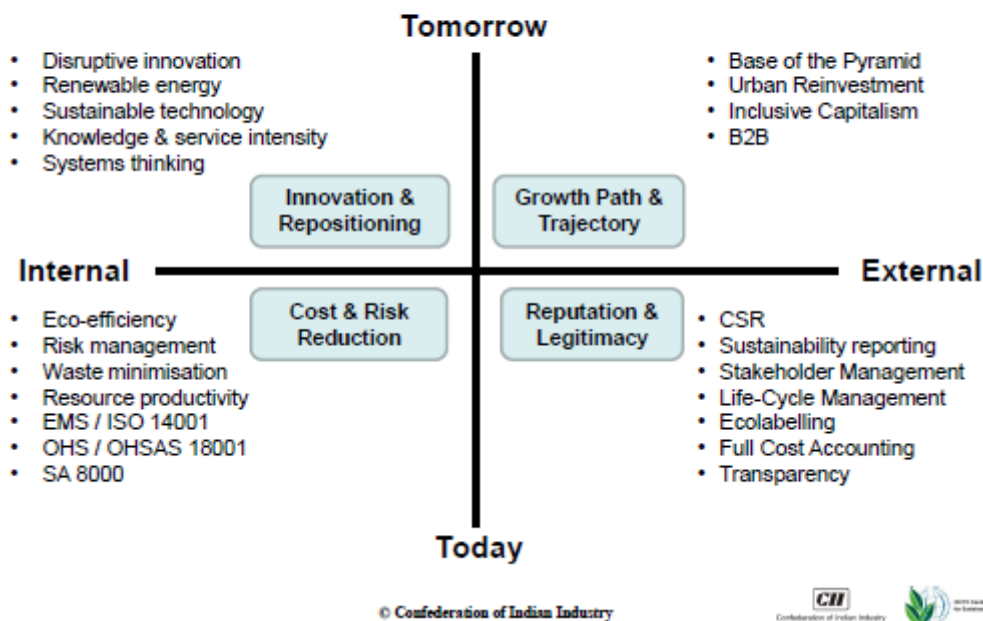 Tomorrow
• Disruptive innovation
• Renewable energy
• Sustainable technology
• Knowledge & service intensity
• Systems thinking
• Base of the Pyramid
• Urban Reinvestment
• Inclusive Capitalism
• B2B
Innovation &
Repositioning
Growth Path &
Trajectory
Internal
External
Cost & Risk
Reduction
Reputation &
Legitimacy
• Eco-efficiency
• Risk management
• Waste minimisation
• Resource productivity
• EMS / ISO 14001
• OHS / OHSAS 18001
• SA 8000
• CSR
• Sustainability reporting
• Stakeholder Management
• Life-Cycle Management
• Ecolabelling
• Full Cost Accounting
• Transparency
Today
© Confederation of Indian Industry
CII
Confederation of Indian Industry